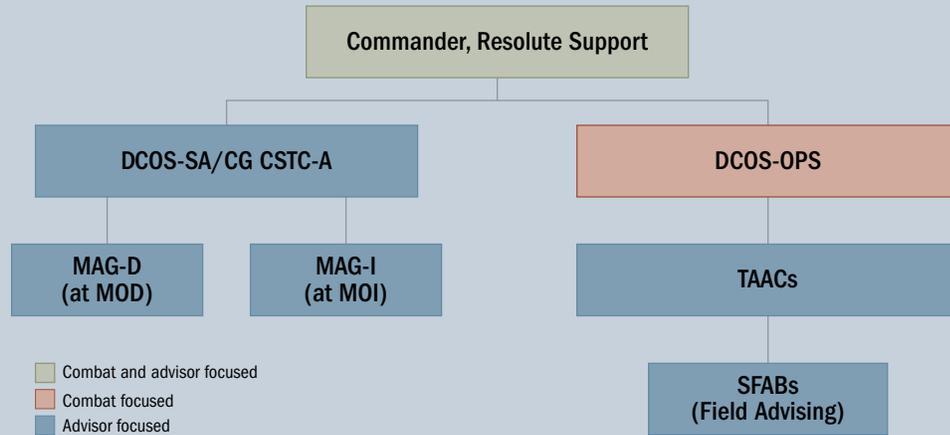 Commander, Resolute Support
DCOS-SA/CG CSTC-A
DCOS-OPS
MAG-D
(at MOD)
MAG-I
(at MOI)
TAACs
SFABs
(Field Advising)
Combat and advisor focused
Combat focused
Advisor focused